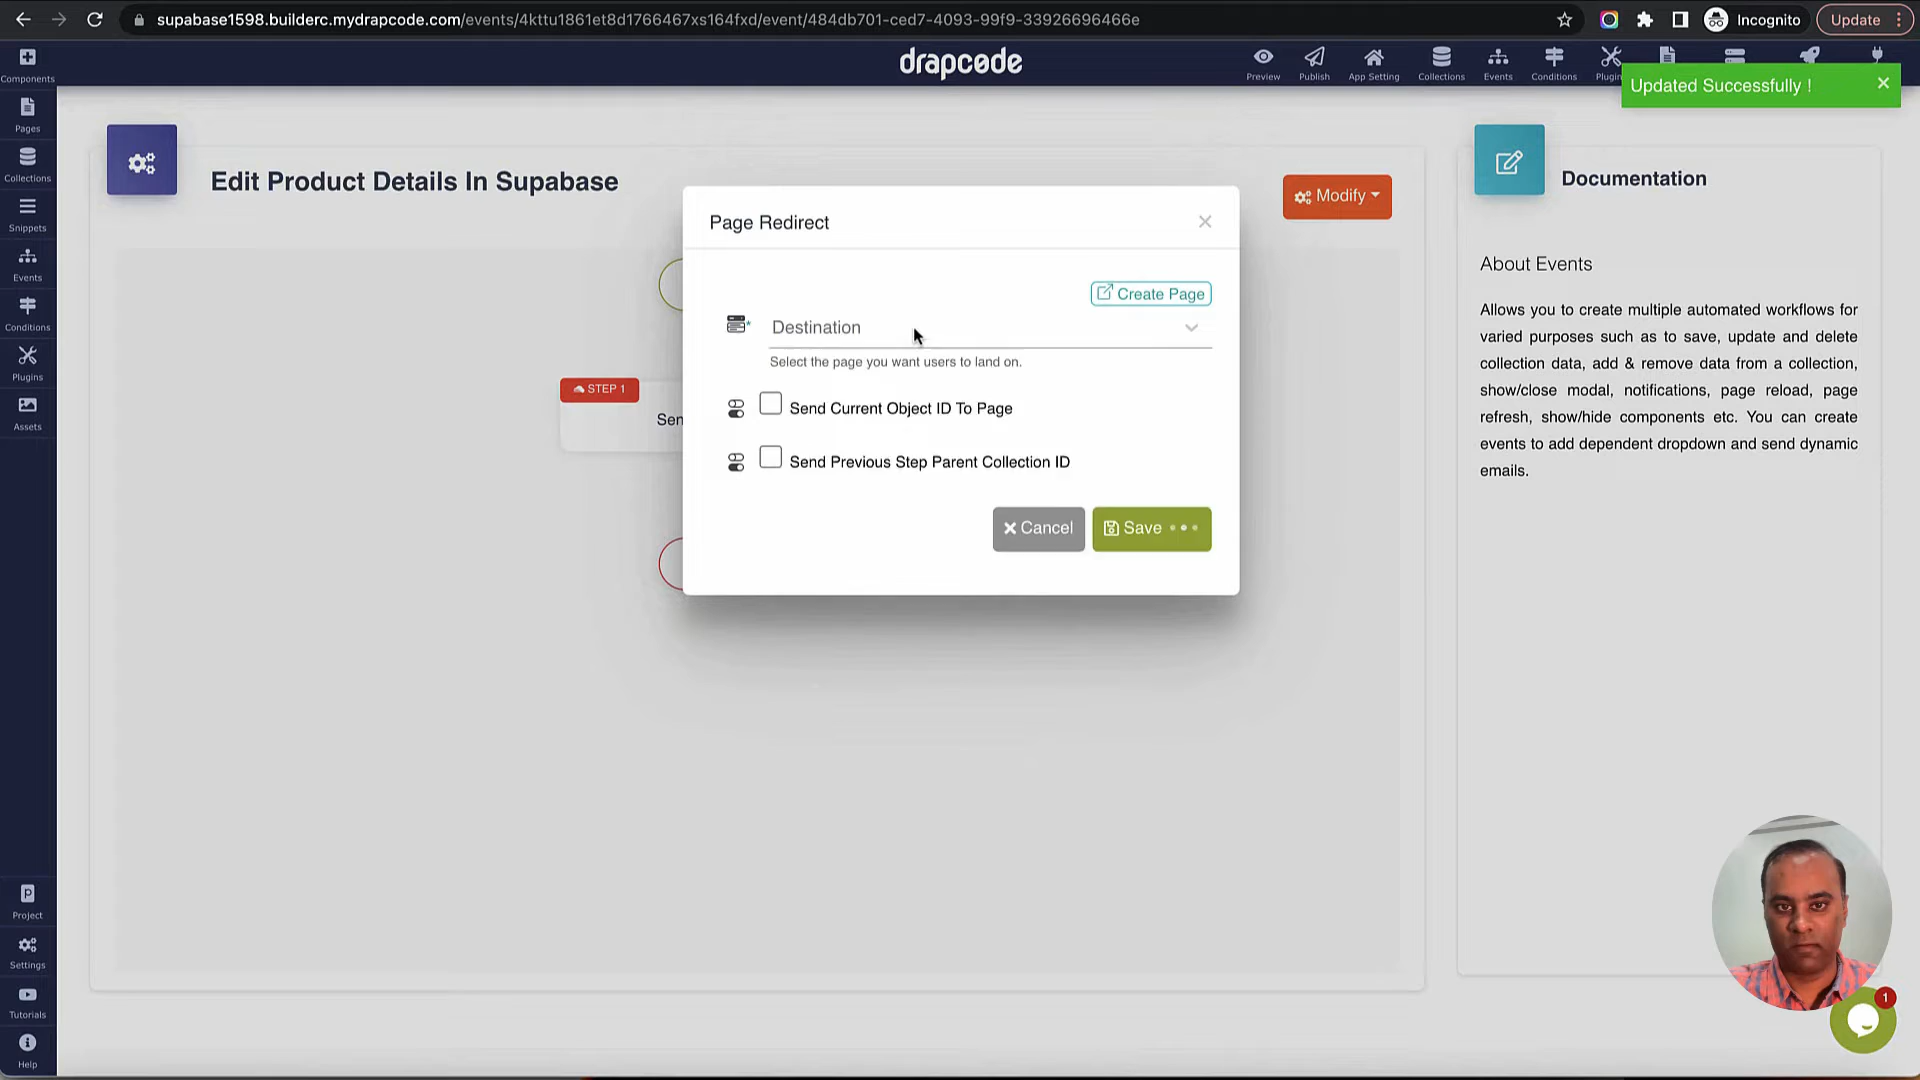 supabase1598.builderc.mydrapcode.com/events/4kttu1861et8d1766467xs164fxd/event/484db701-ced7-4093-99f9-33926696466e
Incognito
Update
Components
drapcode
Preview
Publish
App Setting
Collections
Events
Conditions
Updated Successfully !
Pages
Collections
Snippets
Events
Conditions
Plugins
Assets
Project
Settings
Tutorials
Help
Edit Product Details In Supabase
Modify
STEP 1
Page Redirect
Create Page
Destination
Select the page you want users to land on.
Send Current Object ID To Page
Send Previous Step Parent Collection ID
Cancel
Save
Documentation
About Events
Allows you to create multiple automated workflows for
varied purposes such as to save, update and delete
collection data, add & remove data from a collection,
show/close modal, notifications, page reload, page
refresh, show/hide components etc. You can create
events to add dependent dropdown and send dynamic
emails.
1